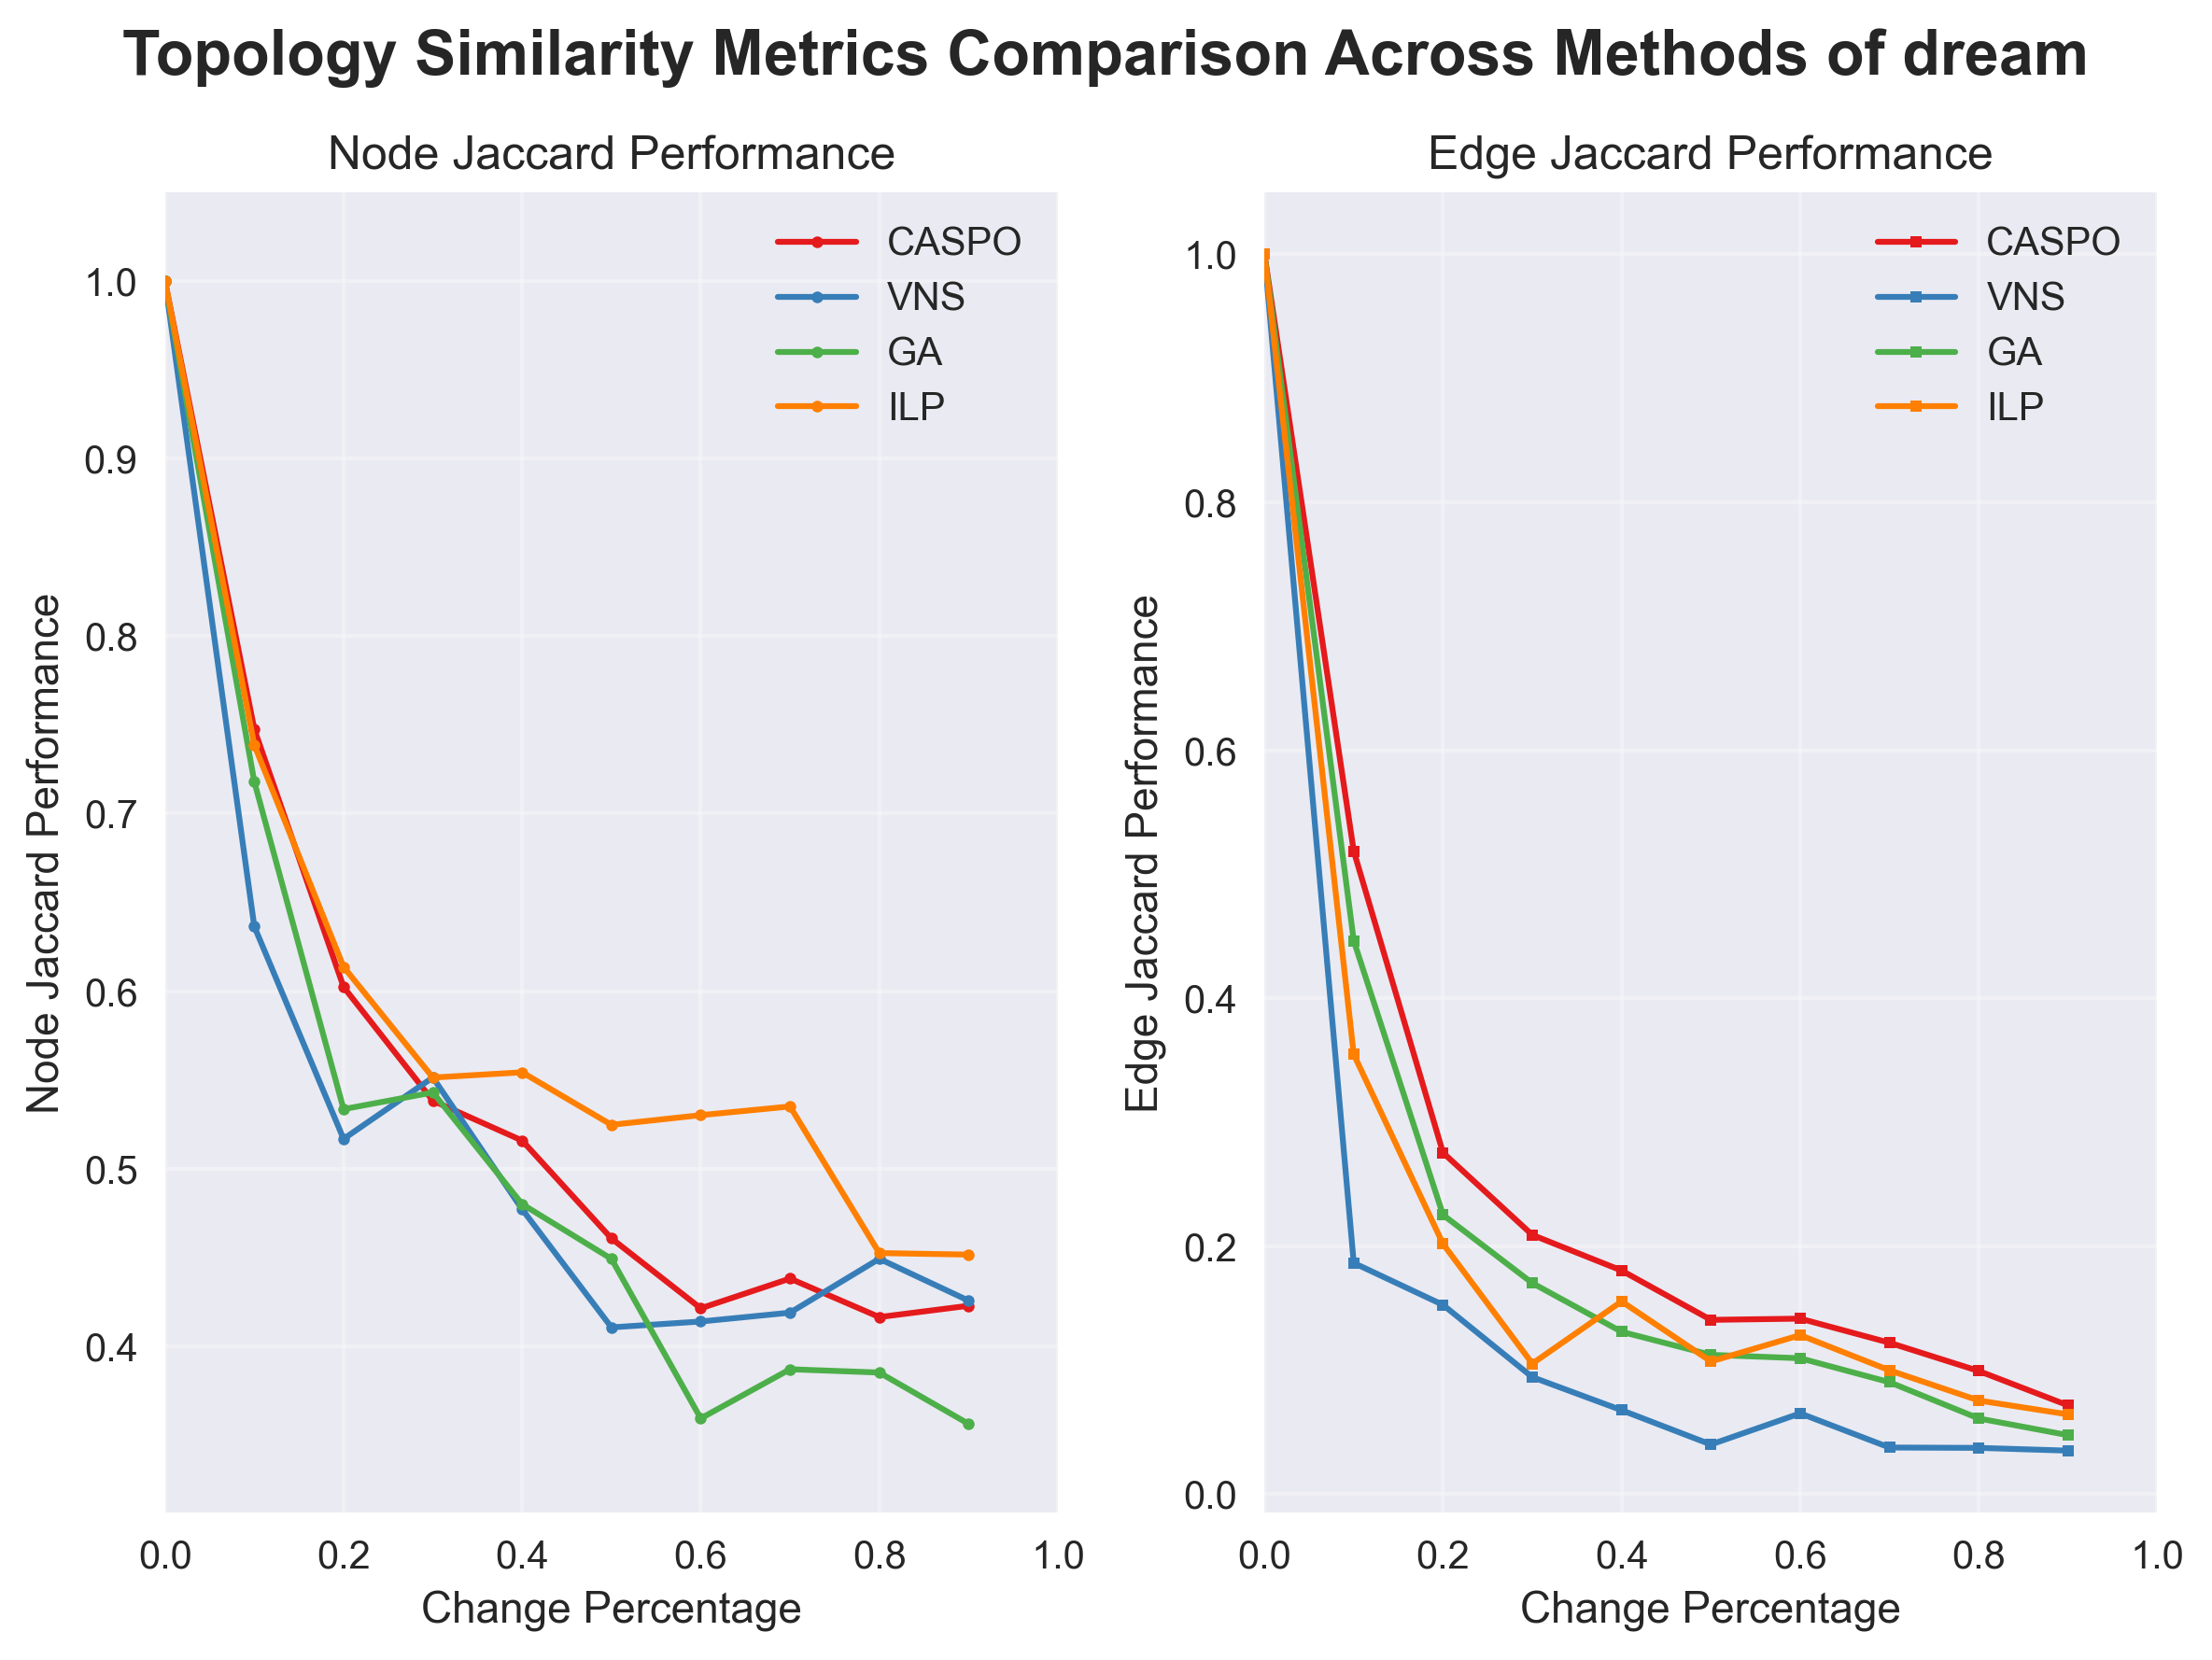 Topology Similarity Metrics Comparison Across Methods of dream
Node Jaccard Performance
Node Jaccard Performance
1.0
0.9
0.8
0.7
0.6
0.5
0.4
0.0 0.2 0.4 0.6 0.8 1.0
Change Percentage
CASPO
VNS
GA
ILP
Edge Jaccard Performance
Edge Jaccard Performance
1.0
0.8
0.6
0.4
0.2
0.0
0.0 0.2 0.4 0.6 0.8 1.0
Change Percentage
CASPO
VNS
GA
ILP